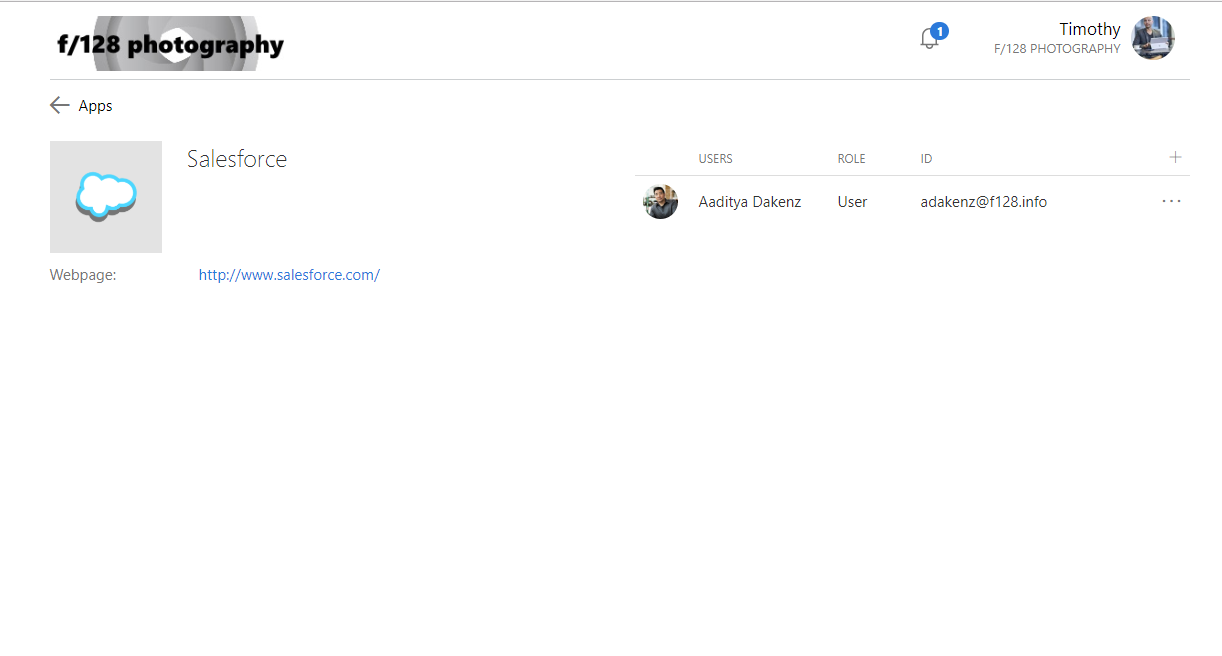 f/128 photography
1
Timothy
F/128 PHOTOGRAPHY
Apps
Salesforce
USERS ROLE ID
Aaditya Dakenz User adakenz@f128.info
Webpage: http://www.salesforce.com/